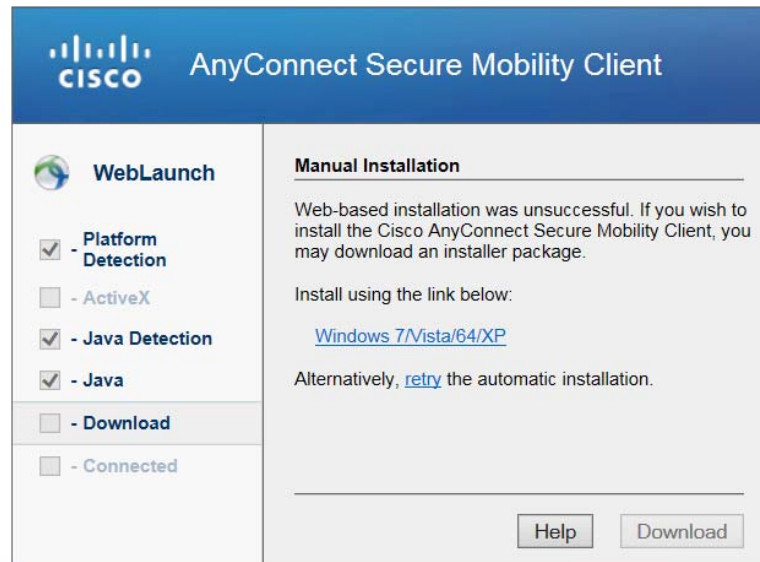 CISCO
AnyConnect Secure Mobility Client
WebLaunch
- Platform
Detection
- ActiveX
- Java Detection
- Java
- Download
- Connected
Manual Installation
Web-based installation was unsuccessful. If you wish to
install the Cisco AnyConnect Secure Mobility Client, you
may download an installer package.
Install using the link below:
Windows 7/Vista/64/XP
Alternatively, retry the automatic installation.
Help
Download